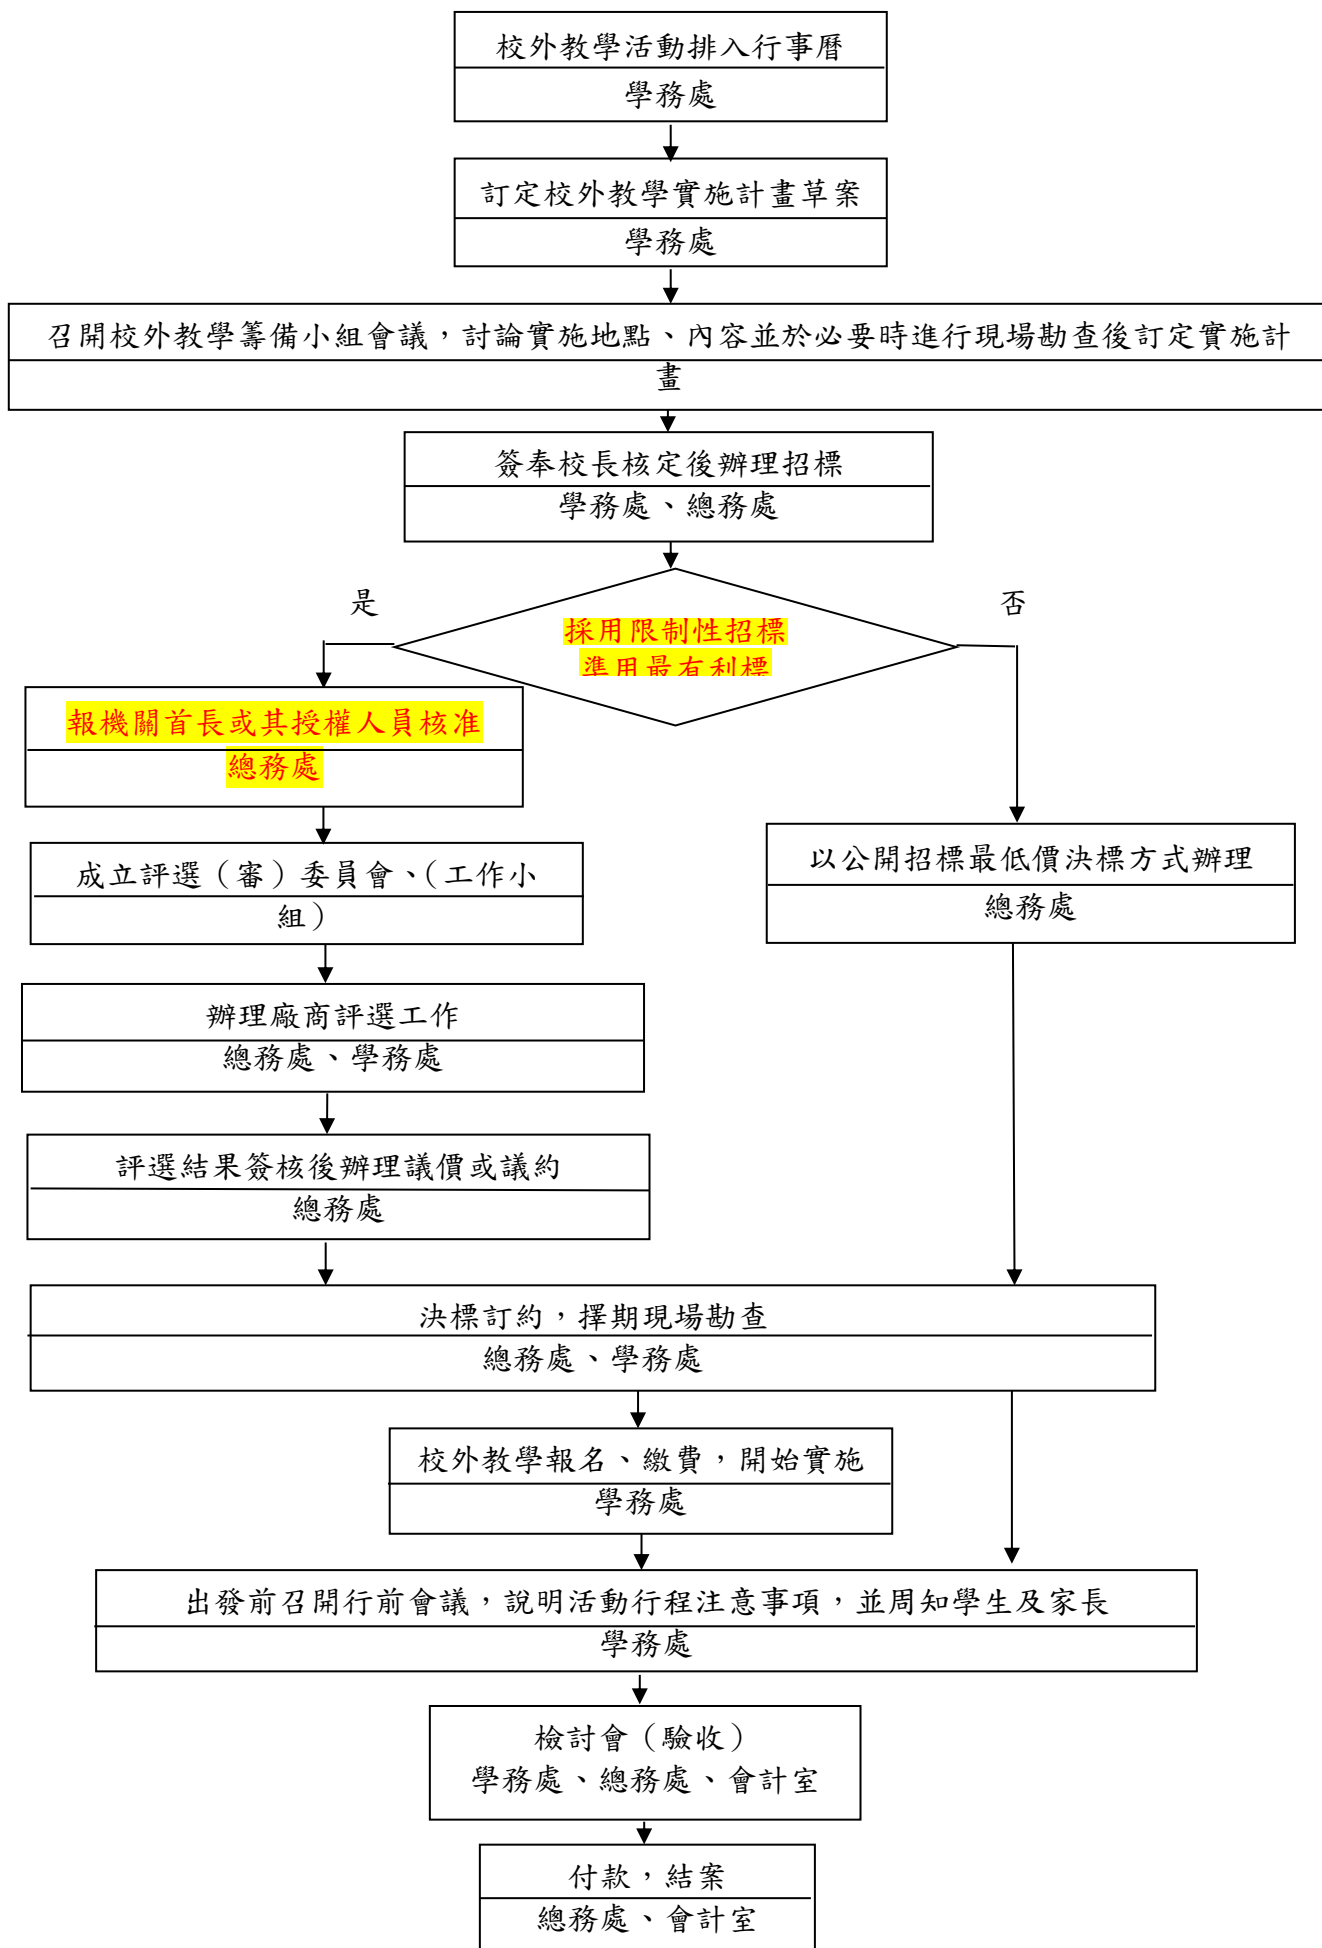 校外教學活動排入行事曆
學務處
訂定校外教學實施計畫草案
學務處
召開校外教學籌備小組會議，討論實施地點、內容並於必要時進行現場勘查後訂定實施計
畫
簽奉校長核定後辦理招標
學務處、總務處
是
否
採用限制性招標
準用最有利標
報機關首長或其授權人員核准
總務處
成立評選（審）委員會、（工作小
組）
以公開招標最低價決標方式辦理
總務處
辦理廠商評選工作
總務處、學務處
評選結果簽核後辦理議價或議約
總務處
決標訂約，擇期現場勘查
總務處、學務處
校外教學報名、繳費，開始實施
學務處
出發前召開行前會議，說明活動行程注意事項，並周知學生及家長
學務處
檢討會（驗收）
學務處、總務處、會計室
付款，結案
總務處、會計室